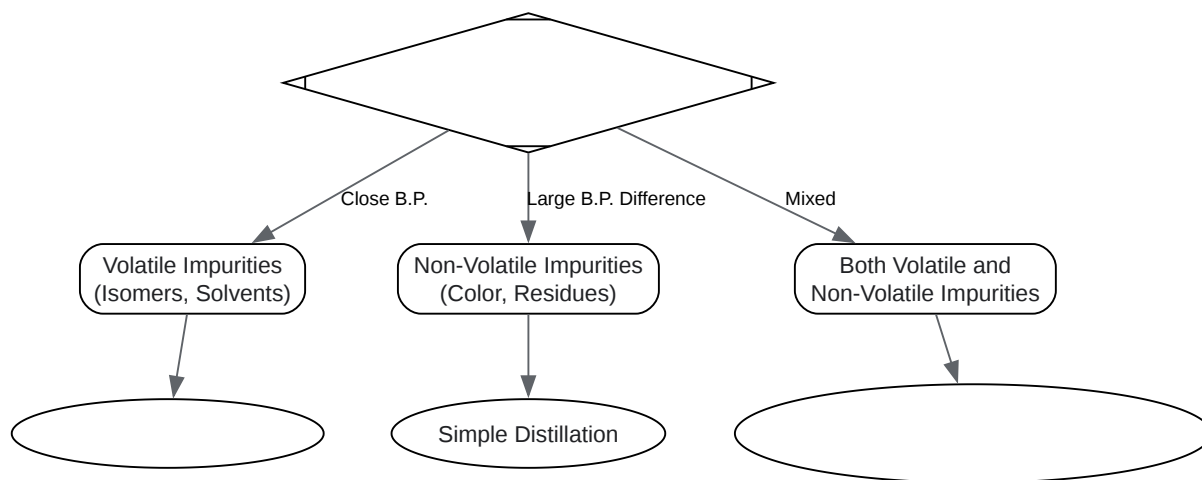 Close B.P.
Large B.P. Difference
Mixed
Volatile Impurities
(Isomers, Solvents)
Non-Volatile Impurities
(Color, Residues)
Both Volatile and
Non-Volatile Impurities
Simple Distillation